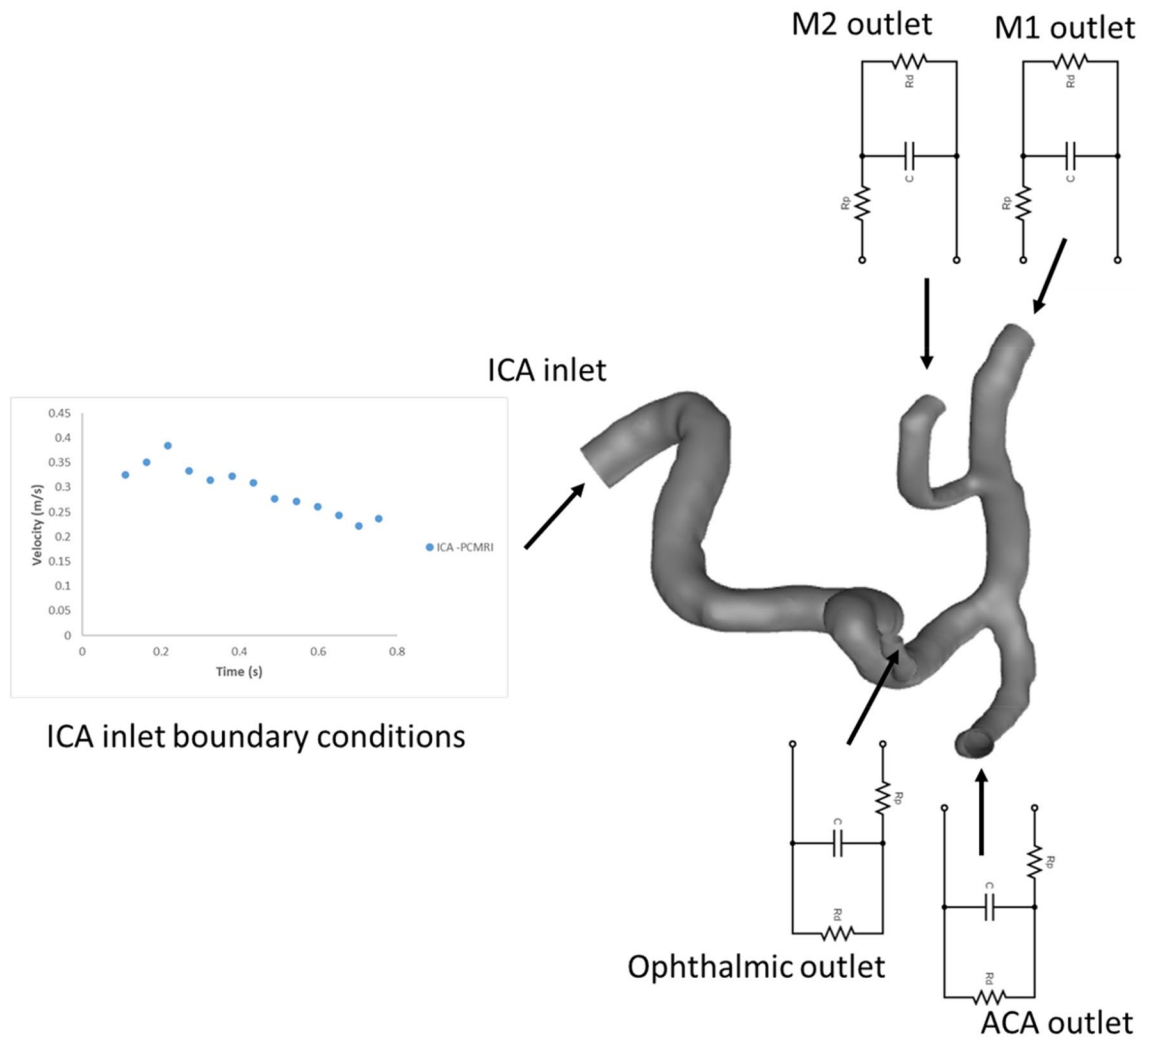 M2 outlet
M1 outlet
Rd
C
Rp
Rd
C
Rp
ICA inlet
0.45
0.4
0.35
0.3
0.25
0.2
0.15
0.1
0.05
0
Velocity (m/s)
0
0.2
0.4
0.6
0.8
Time (s)
ICA -PCMRI
ICA inlet boundary conditions
Rp
C
Rd
Ophthalmic outlet
Rp
C
Rd
ACA outlet